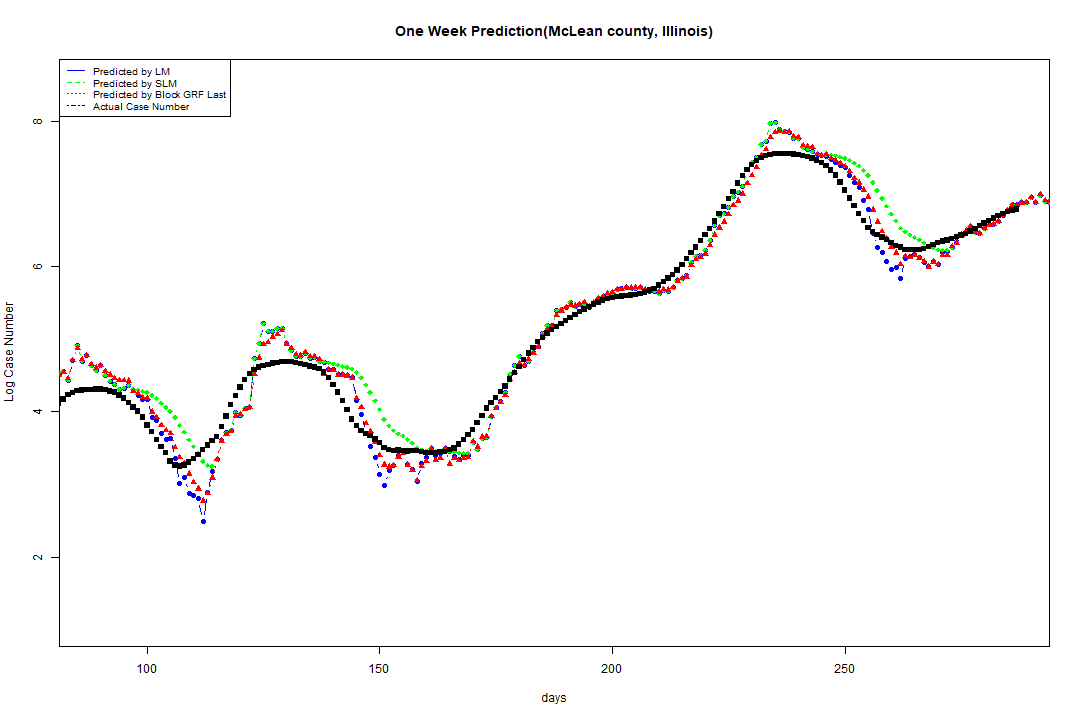 One Week Prediction(McLean county, Illinois)
Predicted by LM
Predicted by SLM
Predicted by Block GRF Last
Actual Case Number
8
6
4
2
Log Case Number
100
150
200
250
days